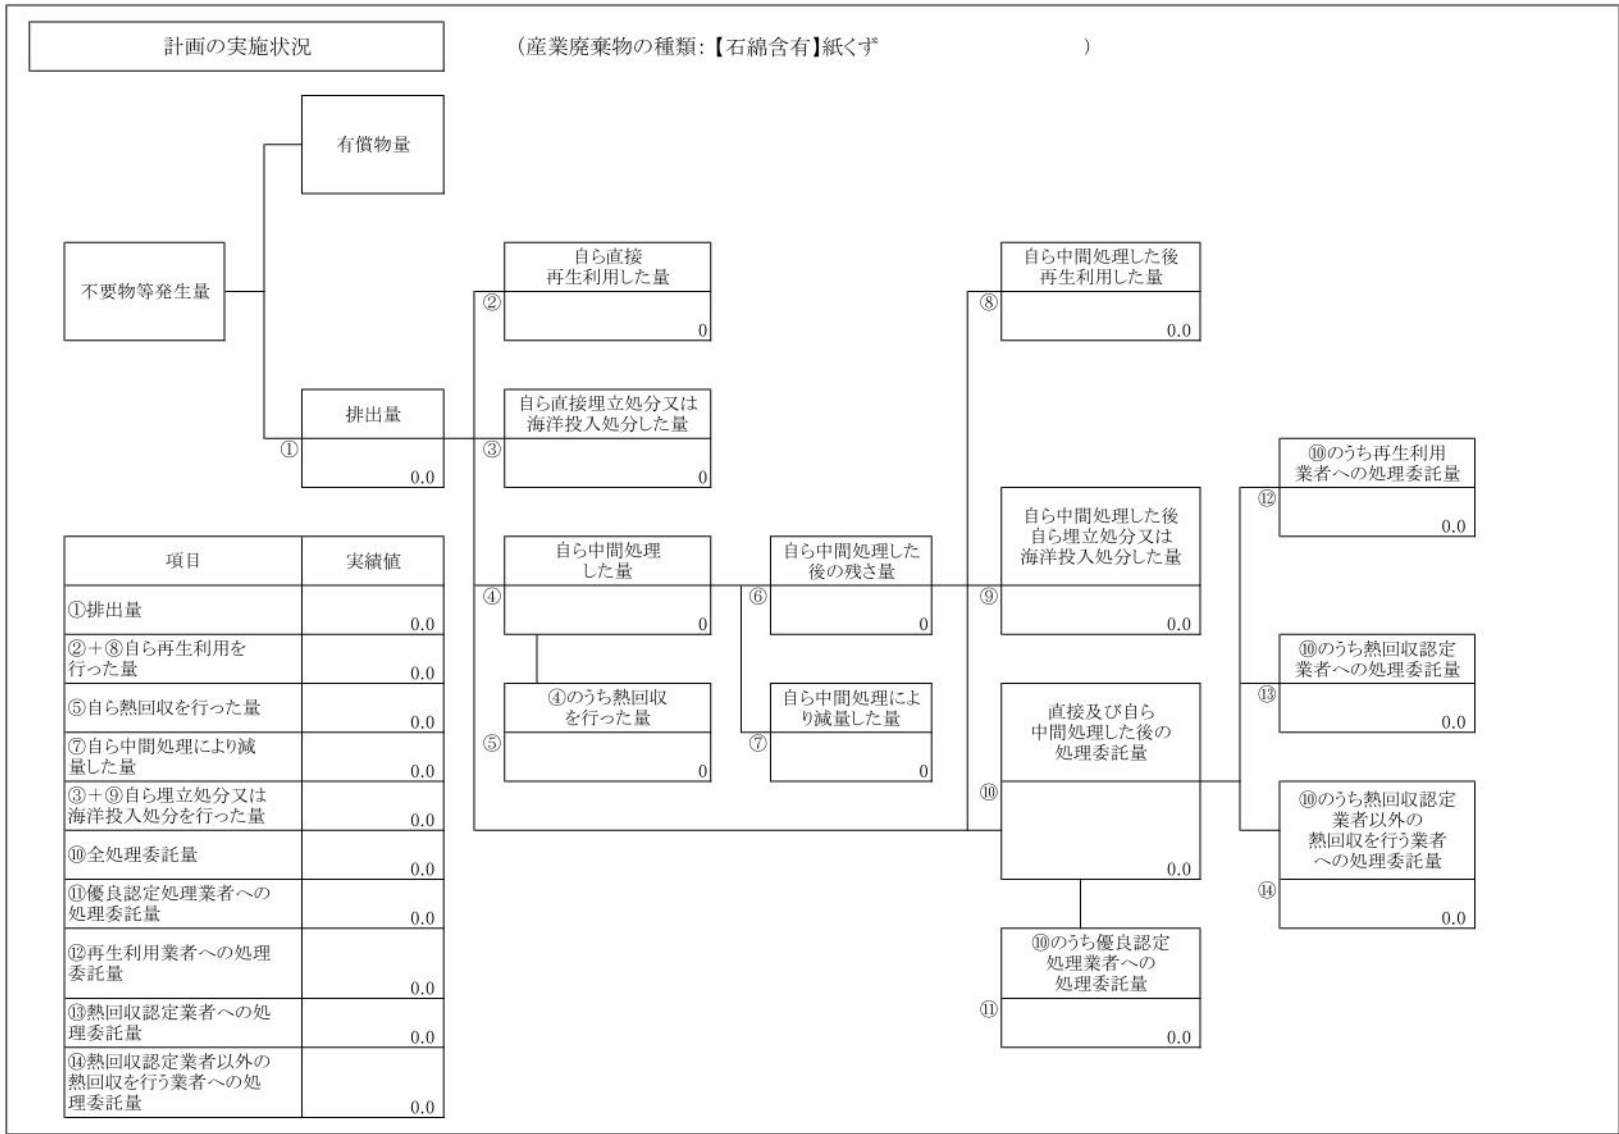 計画の実施状況
(産業廃棄物の種類:【石綿含有】紙くず )
有償物量
不要物等発生量
自ら直接
再生利用した量
②
0
自ら中間処理した後
再生利用した量
⑧
0.0
排出量
①
0.0
自ら直接埋立処分又は
海洋投入処分した量
③
0
⑩のうち再生利用
業者への処理委託量
⑫
0.0
自ら中間処理した後
自ら埋立処分又は
海洋投入処分した量
⑨
0.0
自ら中間処理
した量
④
0
自ら中間処理した
後の残さ量
⑥
0
⑩のうち熱回収認定
業者への処理委託量
⑬
0.0
④のうち熱回収
を行った量
⑤
0
自ら中間処理によ
り減量した量
⑦
0
直接及び自ら
中間処理した後の
処理委託量
⑩
0.0
⑩のうち熱回収認定
業者以外の
熱回収を行う業者
への処理委託量
⑭
0.0
⑩のうち優良認定
処理業者への
処理委託量
⑪
0.0
項目 実績値
①排出量
0.0
②+⑧自ら再生利用を
行った量
0.0
⑤自ら熱回収を行った量
0.0
⑦自ら中間処理により減
量した量
0.0
③+⑨自ら埋立処分又は
海洋投入処分を行った量
0.0
⑩全処理委託量
0.0
⑪優良認定処理業者への
処理委託量
0.0
⑫再生利用業者への処理
委託量
0.0
⑬熱回収認定業者への処
理委託量
0.0
⑭熱回収認定業者以外の
熱回収を行う業者への処
理委託量
0.0